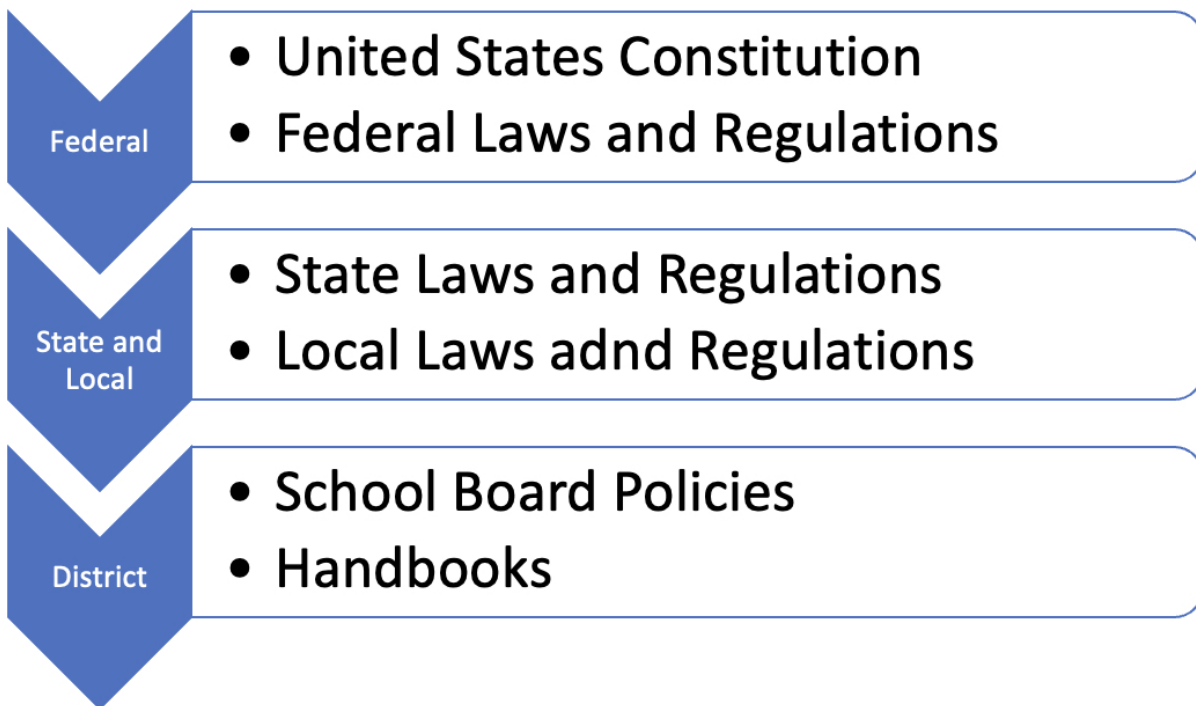 Federal
• United States Constitution
• Federal Laws and Regulations
State and
Local
• State Laws and Regulations
• Local Laws adnd Regulations
District
• School Board Policies
• Handbooks